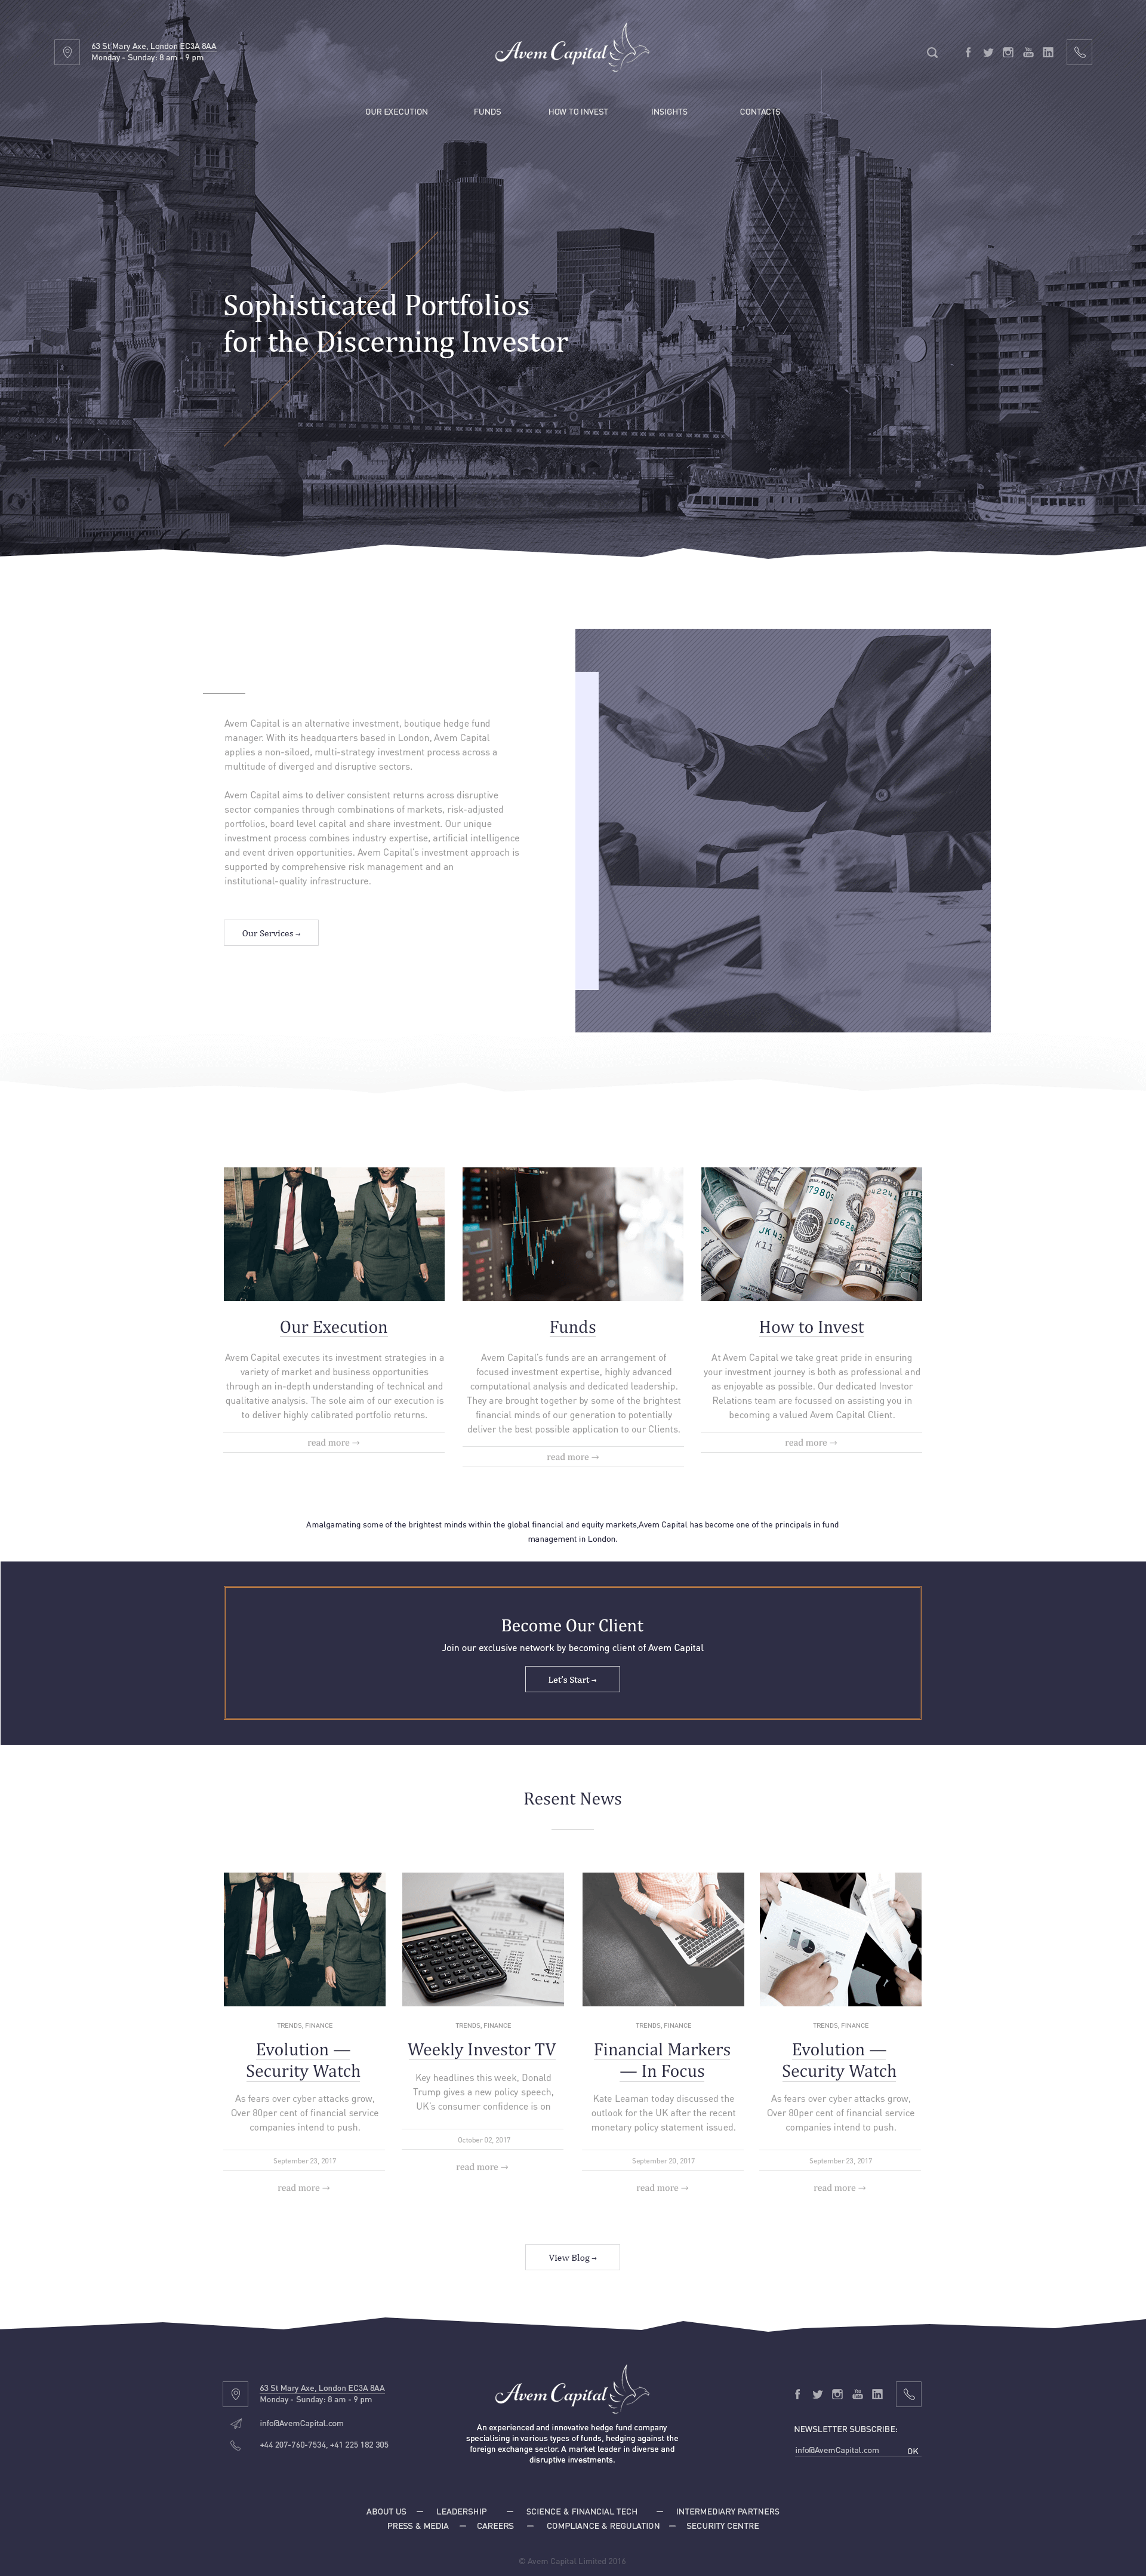 63 St Mary Axe, London EC3A 8AA
Monday - Sunday: 8 am - 9 pm
Avem Capital
OUR EXECUTION
FUNDS
HOW TO INVEST
INSIGHTS
CONTACTS
Sophisticated Portfolios
for the Discerning Investor
Avem Capital is an alternative investment, boutique hedge fund
manager. With its headquarters based in London, Avem Capital
applies a non-siloed, multi-strategy investment process across a
multitude of diverged and disruptive sectors.
Avem Capital aims to deliver consistent returns across disruptive
sector companies through combinations of markets, risk-adjusted
portfolios, board level capital and share investment. Our unique
investment process combines industry expertise, artificial intelligence
and event driven opportunities. Avem Capital's investment approach is
supported by comprehensive risk management and an
institutional-quality infrastructure.
Our Services →
Our Execution
Avem Capital executes its investment strategies in a
variety of market and business opportunities
through an in-depth understanding of technical and
qualitative analysis. The sole aim of our execution is
to deliver highly calibrated portfolio returns.
read more →
Funds
Avem Capital's funds are an arrangement of
focused investment expertise, highly advanced
computational analysis and dedicated leadership.
They are brought together by some of the brightest
financial minds of our generation to potentially
deliver the best possible application to our Clients.
read more →
How to Invest
At Avem Capital we take great pride in ensuring
your investment journey is both as professional and
as enjoyable as possible. Our dedicated Investor
Relations team are focussed on assisting you in
becoming a valued Avem Capital Client.
read more →
Amalgamating some of the brightest minds within the global financial and equity markets,Avem Capital has become one of the principals in fund
management in London.
Become Our Client
Join our exclusive network by becoming client of Avem Capital
Let's Start →
Resent News
TRENDS, FINANCE
Evolution —
Security Watch
As fears over cyber attacks grow,
Over 80per cent of financial service
companies intend to push.
September 23, 2017
read more →
TRENDS, FINANCE
Weekly Investor TV
Key headlines this week, Donald
Trump gives a new policy speech,
UK's consumer confidence is on
October 02, 2017
read more →
TRENDS, FINANCE
Financial Markers
— In Focus
Kate Leaman today discussed the
outlook for the UK after the recent
monetary policy statement issued.
September 20, 2017
read more →
TRENDS, FINANCE
Evolution —
Security Watch
As fears over cyber attacks grow,
Over 80per cent of financial service
companies intend to push.
September 23, 2017
read more →
View Blog →
63 St Mary Axe, London EC3A 8AA
Monday - Sunday: 8 am - 9 pm
info@AvemCapital.com
+44 207-760-7534, +41 225 182 305
Avem Capital
An experienced and innovative hedge fund company
specialising in various types of funds, hedging against the
foreign exchange sector. A market leader in diverse and
disruptive investments.
NEWSLETTER SUBSCRIBE:
info@AvemCapital.com OK
ABOUT US — LEADERSHIP — SCIENCE & FINANCIAL TECH — INTERMEDIARY PARTNERS
PRESS & MEDIA — CAREERS — COMPLIANCE & REGULATION — SECURITY CENTRE
© Avem Capital Limited 2016